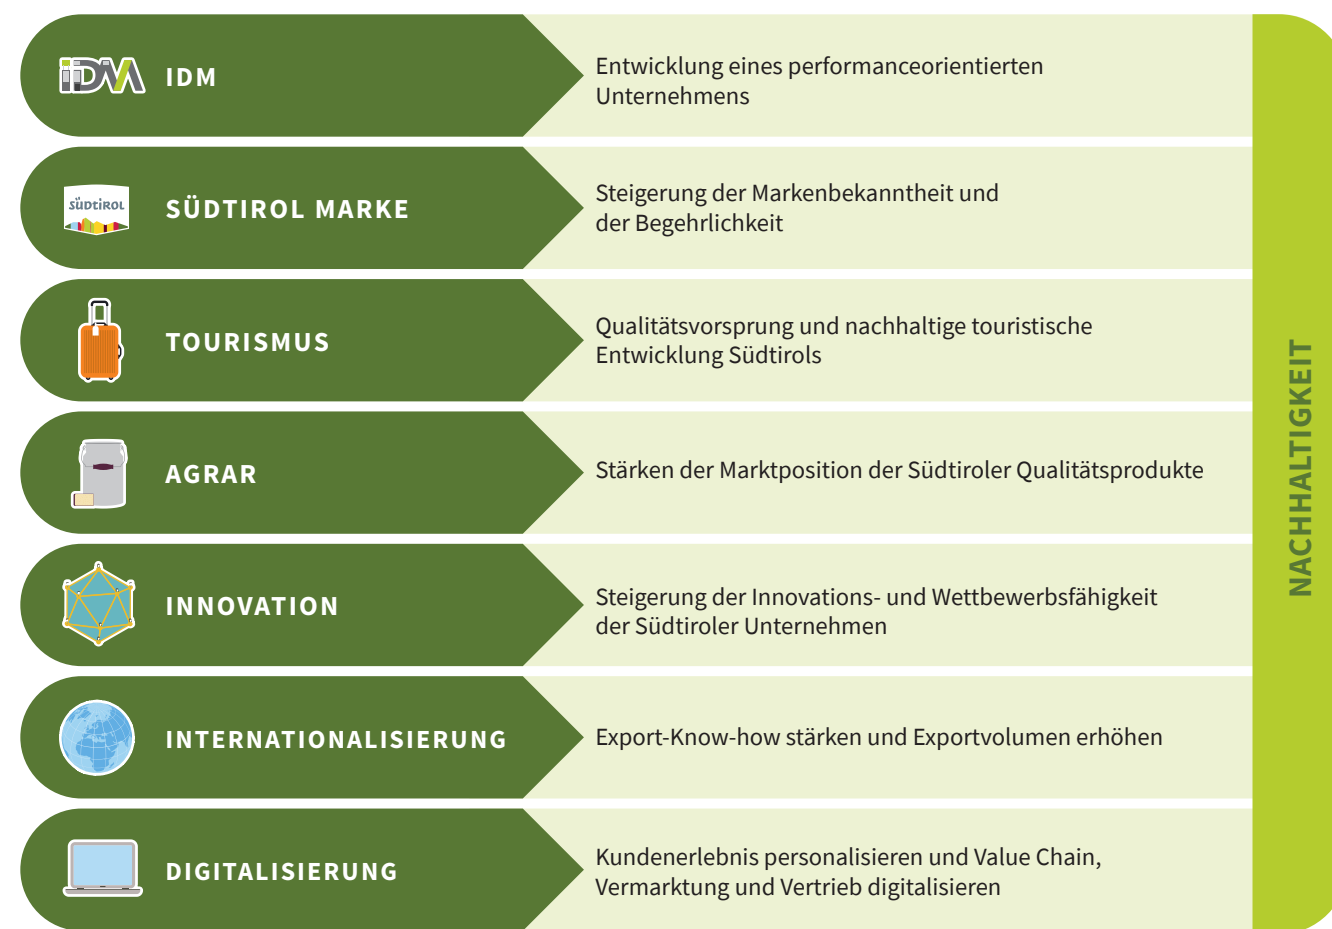 IDM
IDM
Entwicklung eines performanceorientierten
Unternehmens
SÜDTIROL
SÜDTIROL MARKE
Steigerung der Markenbekanntheit und
der Begehrlichkeit
TOURISMUS
Qualitätsvorsprung und nachhaltige touristische
Entwicklung Südtirols
AGRAR
Stärken der Marktposition der Südtiroler Qualitätsprodukte
INNOVATION
Steigerung der Innovations- und Wettbewerbsfähigkeit
der Südtiroler Unternehmen
INTERNATIONALISIERUNG
Export-Know-how stärken und Exportvolumen erhöhen
DIGITALISIERUNG
Kundenerlebnis personalisieren und Value Chain,
Vermarktung und Vertrieb digitalisieren
NACHHALTIGKEIT